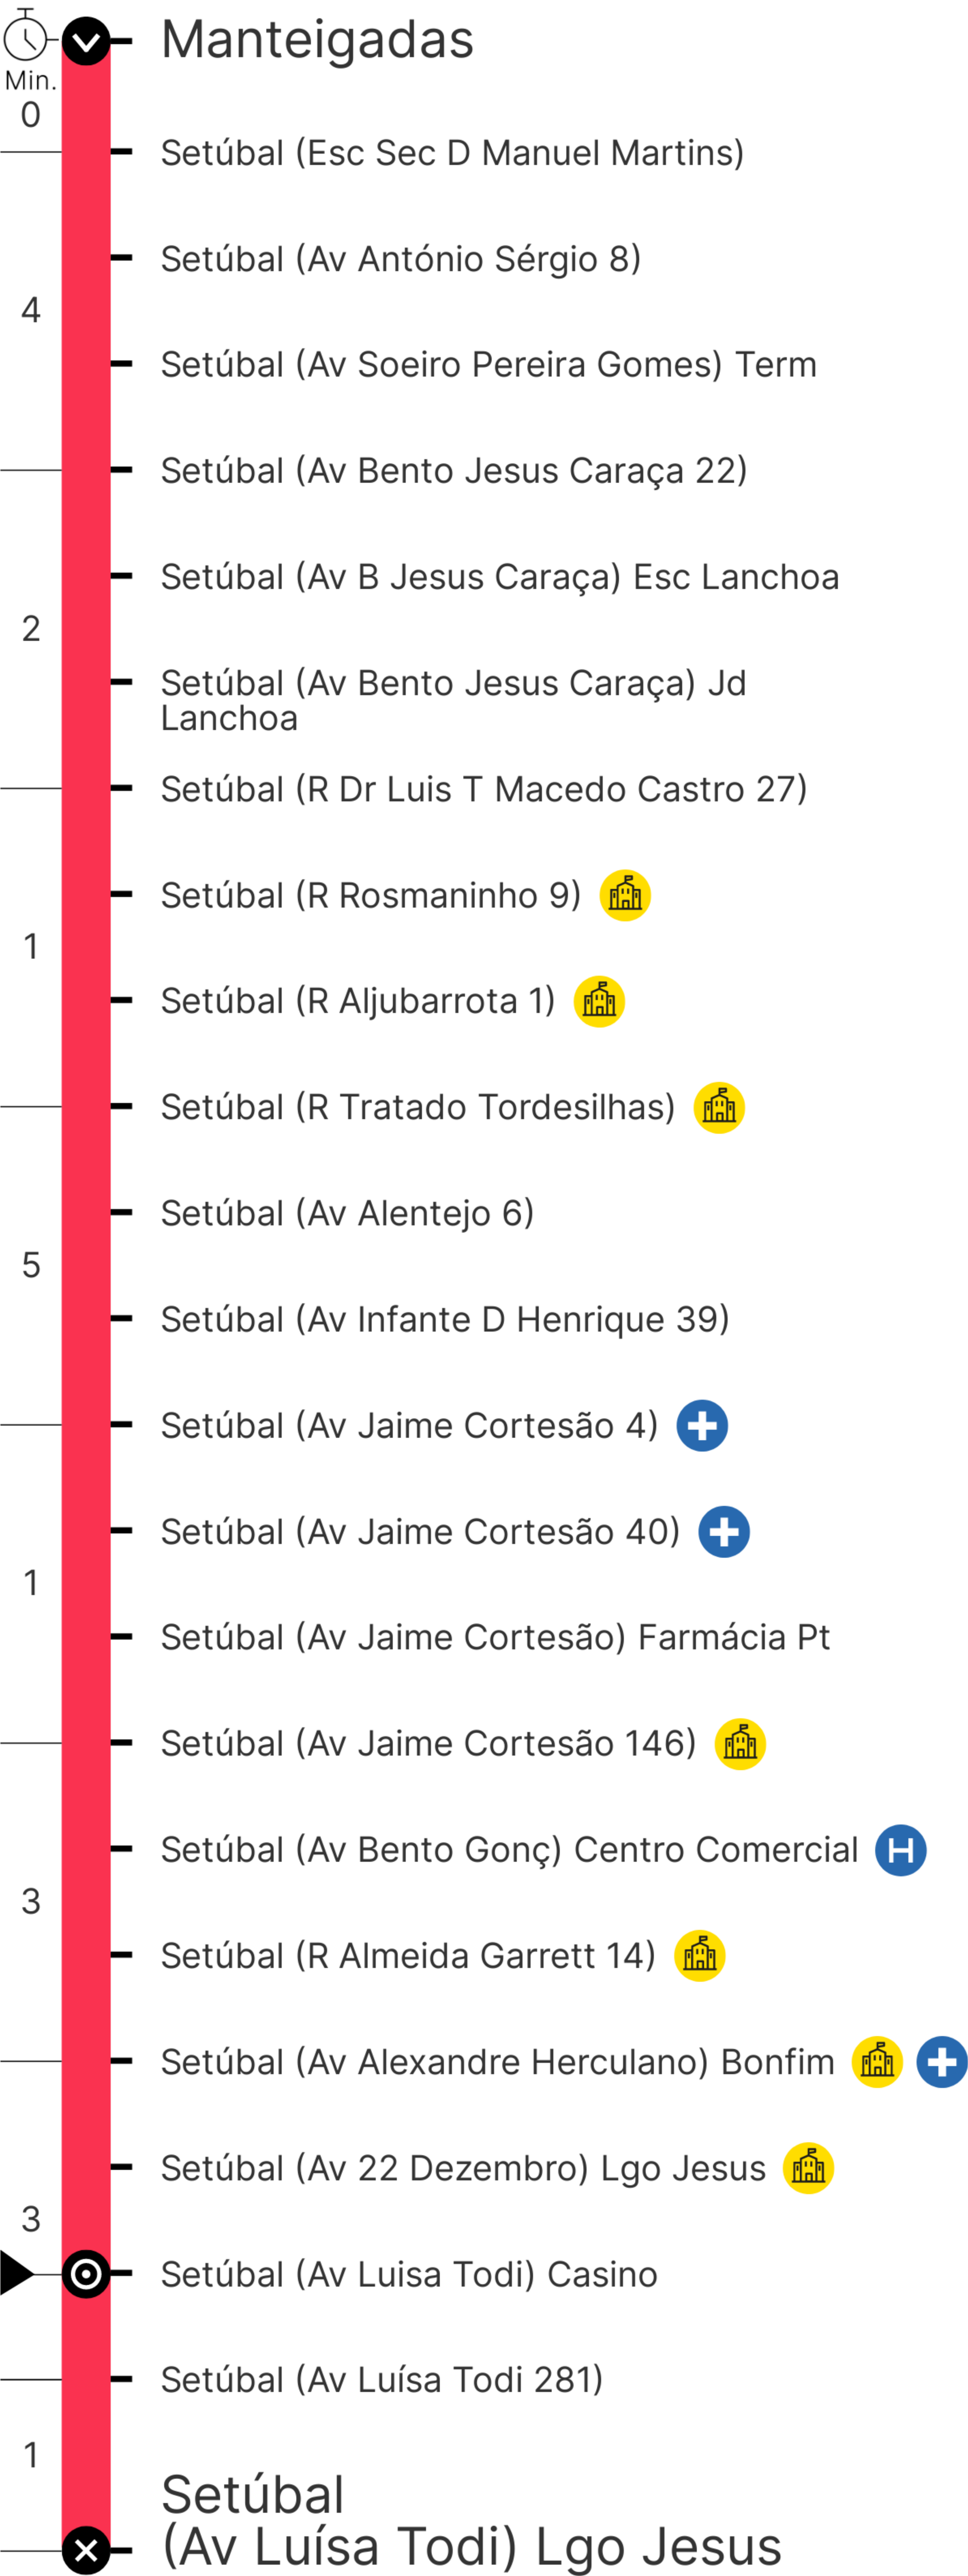 Manteigadas
Min.
0
Setúbal (Esc Sec D Manuel Martins)
Setúbal (Av António Sérgio 8)
4
Setúbal (Av Soeiro Pereira Gomes) Term
Setúbal (Av Bento Jesus Caraça 22)
Setúbal (Av B Jesus Caraça) Esc Lanchoa
2
Setúbal (Av Bento Jesus Caraça) Jd
Lanchoa
Setúbal (R Dr Luis T Macedo Castro 27)
Setúbal (R Rosmaninho 9)
1
Setúbal (R Aljubarrota 1)
Setúbal (R Tratado Tordesilhas)
Setúbal (Av Alentejo 6)
5
Setúbal (Av Infante D Henrique 39)
Setúbal (Av Jaime Cortesão 4)
Setúbal (Av Jaime Cortesão 40)
1
Setúbal (Av Jaime Cortesão) Farmácia Pt
Setúbal (Av Jaime Cortesão 146)
Setúbal (Av Bento Gonç) Centro Comercial H
3
Setúbal (R Almeida Garrett 14)
Setúbal (Av Alexandre Herculano) Bonfim
Setúbal (Av 22 Dezembro) Lgo Jesus
3
Setúbal (Av Luisa Todi) Casino
Setúbal (Av Luísa Todi 281)
1
Setúbal
(Av Luísa Todi) Lgo Jesus